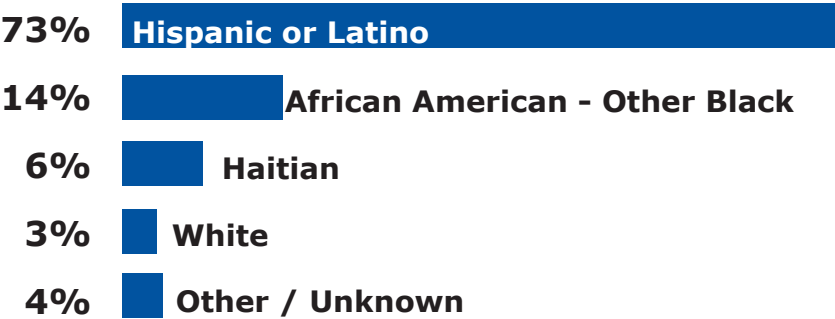 73% Hispanic or Latino
14% African American - Other Black
6% Haitian
3% White
4% Other / Unknown